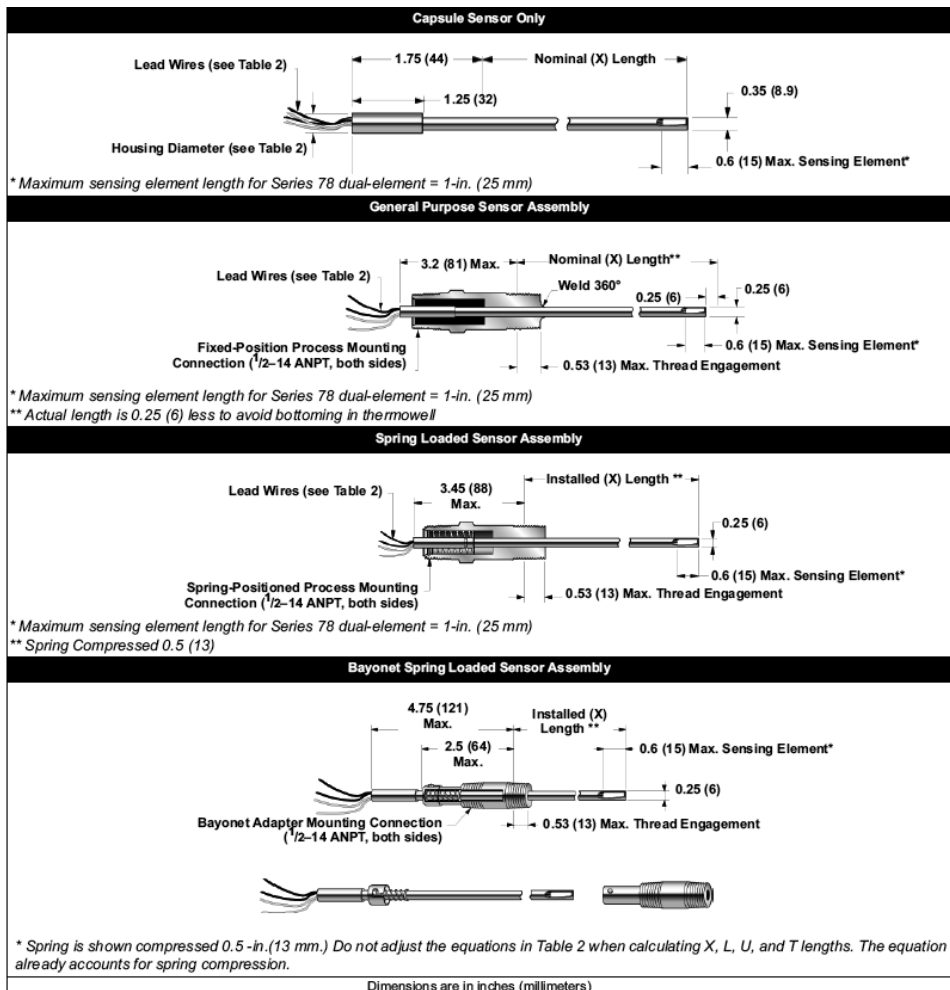 Capsule Sensor Only
1.75 (44)
Nominal (X) Length
Lead Wires (see Table 2)
1.25 (32)
0.35 (8.9)
Housing Diameter (see Table 2)
0.6 (15) Max. Sensing Element*
* Maximum sensing element length for Series 78 dual-element = 1-in. (25 mm)
General Purpose Sensor Assembly
3.2 (81) Max.
Nominal (X) Length**
Lead Wires (see Table 2)
Weld 360°
0.25 (6)
0.25 (6)
Fixed-Position Process Mounting
Connection (1/2–14 ANPT, both sides)
0.6 (15) Max. Sensing Element*
0.53 (13) Max. Thread Engagement
* Maximum sensing element length for Series 78 dual-element = 1-in. (25 mm)
** Actual length is 0.25 (6) less to avoid bottoming in thermowell
Spring Loaded Sensor Assembly
Installed (X) Length **
Lead Wires (see Table 2)
3.45 (88)
Max.
0.25 (6)
Spring-Positioned Process Mounting
Connection (1/2–14 ANPT, both sides)
0.6 (15) Max. Sensing Element*
0.53 (13) Max. Thread Engagement
* Maximum sensing element length for Series 78 dual-element = 1-in. (25 mm)
** Spring Compressed 0.5 (13)
Bayonet Spring Loaded Sensor Assembly
4.75 (121)
Max.
Installed (X)
Length **
2.5 (64)
Max.
0.6 (15) Max. Sensing Element*
0.25 (6)
Bayonet Adapter Mounting Connection
(1/2–14 ANPT, both sides)
0.53 (13) Max. Thread Engagement
* Spring is shown compressed 0.5 -in.(13 mm.) Do not adjust the equations in Table 2 when calculating X, L, U, and T lengths. The equation
already accounts for spring compression.
Dimensions are in inches (millimeters)